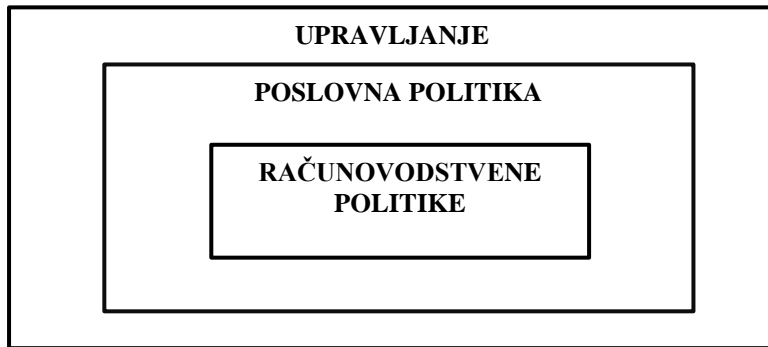 UPRAVLJANJE
POSLOVNA POLITIKA
RAČUNOVODSTVENE
POLITIKE